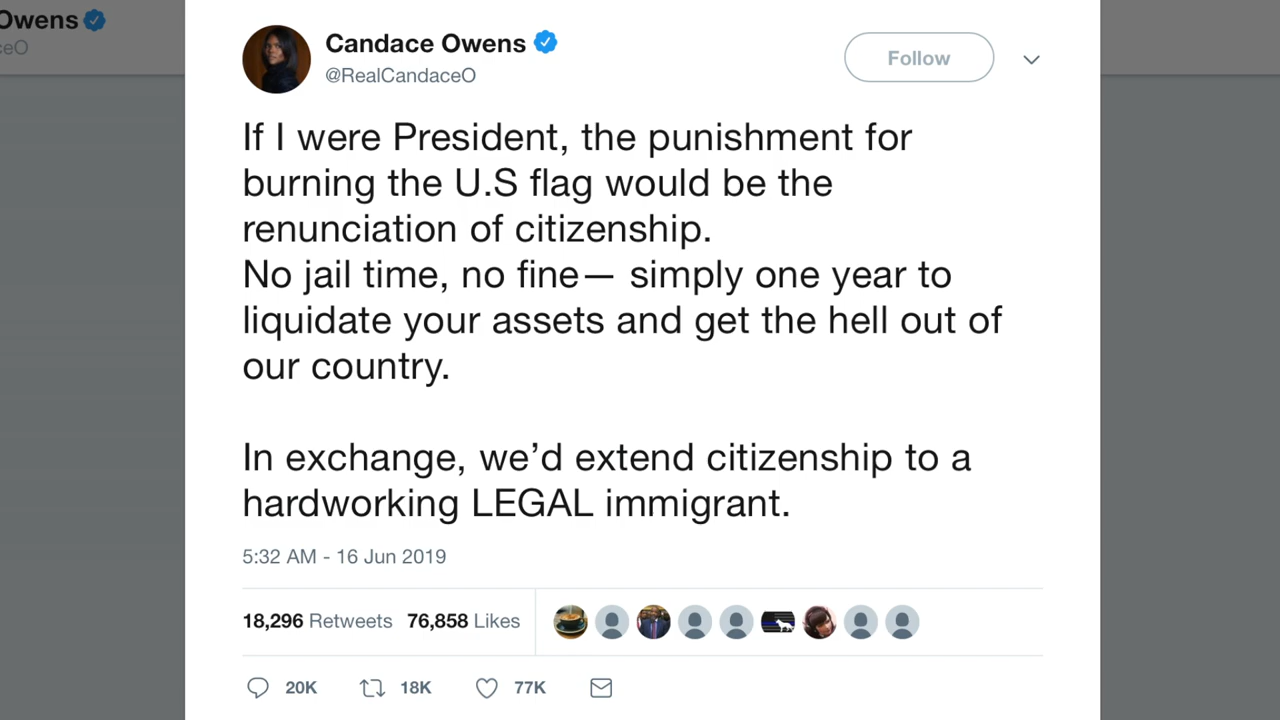 Owens
eO
Candace Owens
@RealCandaceO
Follow
If I were President, the punishment for
burning the U.S flag would be the
renunciation of citizenship.
No jail time, no fine— simply one year to
liquidate your assets and get the hell out of
our country.
In exchange, we’d extend citizenship to a
hardworking LEGAL immigrant.
5:32 AM - 16 Jun 2019
18,296 Retweets 76,858 Likes
20K 18K 77K